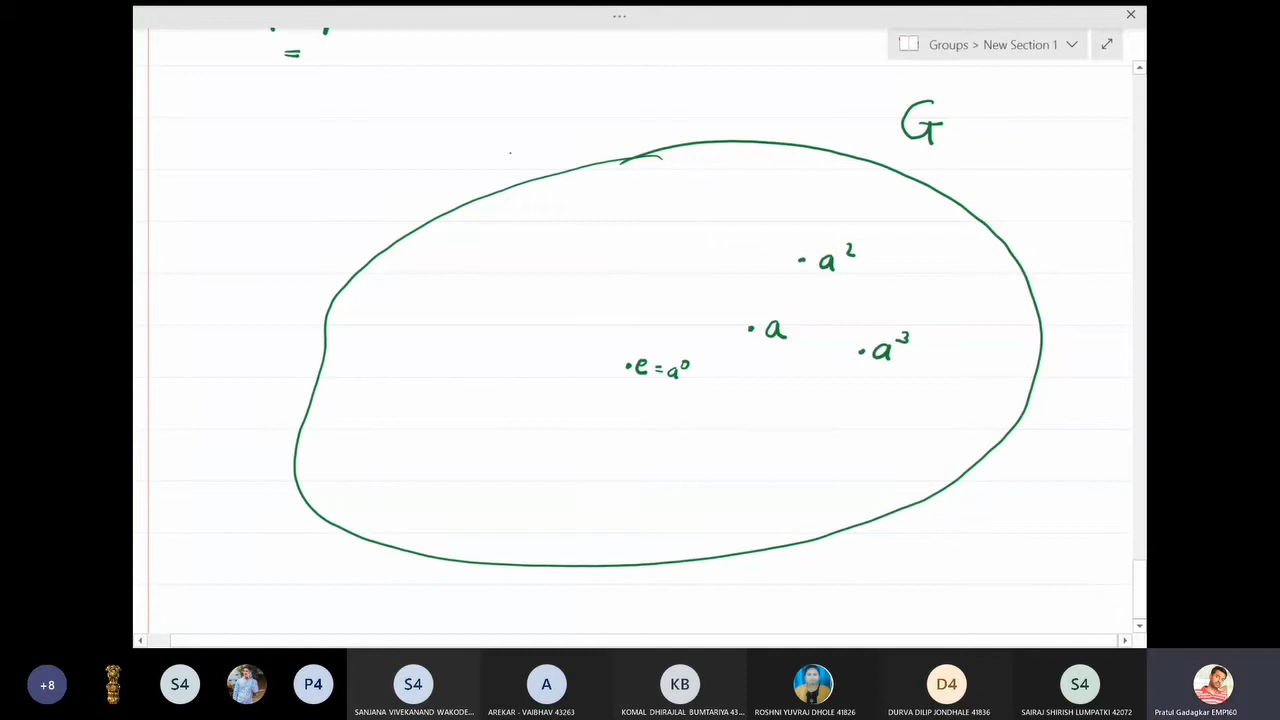 =
Groups > New Section 1
G
a²
a
a³
e = a⁰
+8
S4
P4
S4
A
KB
D4
S4
SANJANA VIVEKANAND WAKODE...
AREKAR - VAIBHAV 43263
KOMAL DHIRAJLAL BUMTARIYA 43...
ROSHNI YUVRAJ DHOLE 41826
DURVA DILIP JONDHALE 41836
SAIRAJ SHIRISH LUMPATKI 42072
Pratul Gadagkar EMP160